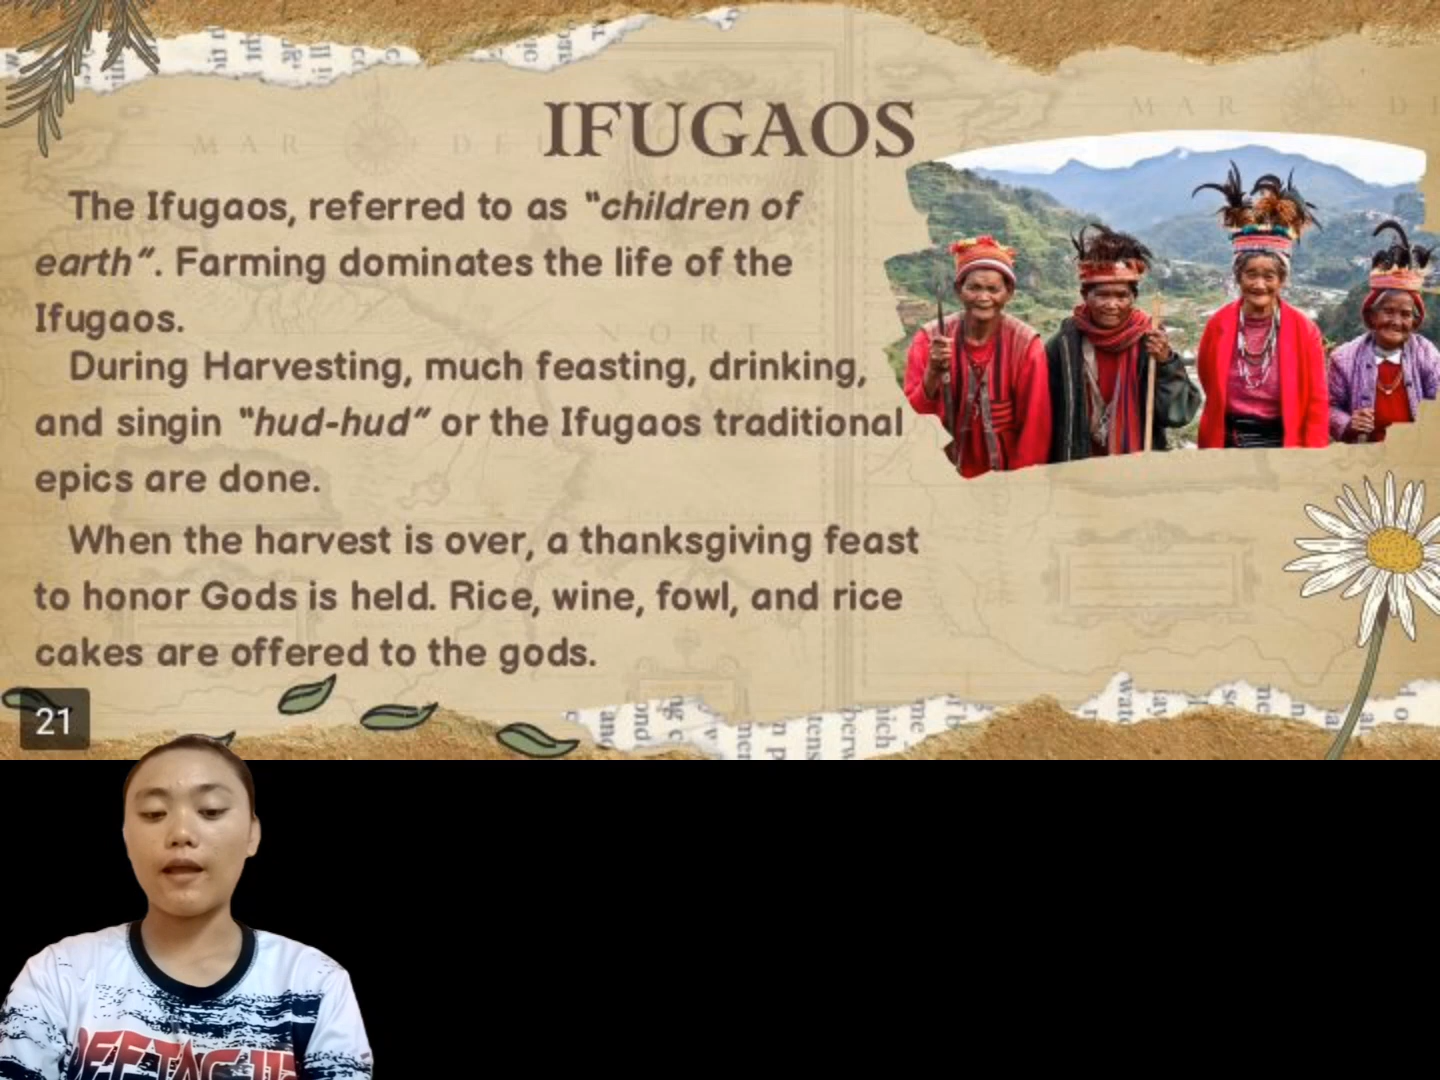 IFUGAOS
The Ifugaos, referred to as "children of
earth". Farming dominates the life of the
Ifugaos.
During Harvesting, much feasting, drinking,
and singin "hud-hud" or the Ifugaos traditional
epics are done.
When the harvest is over, a thanksgiving feast
to honor Gods is held. Rice, wine, fowl, and rice
cakes are offered to the gods.
21